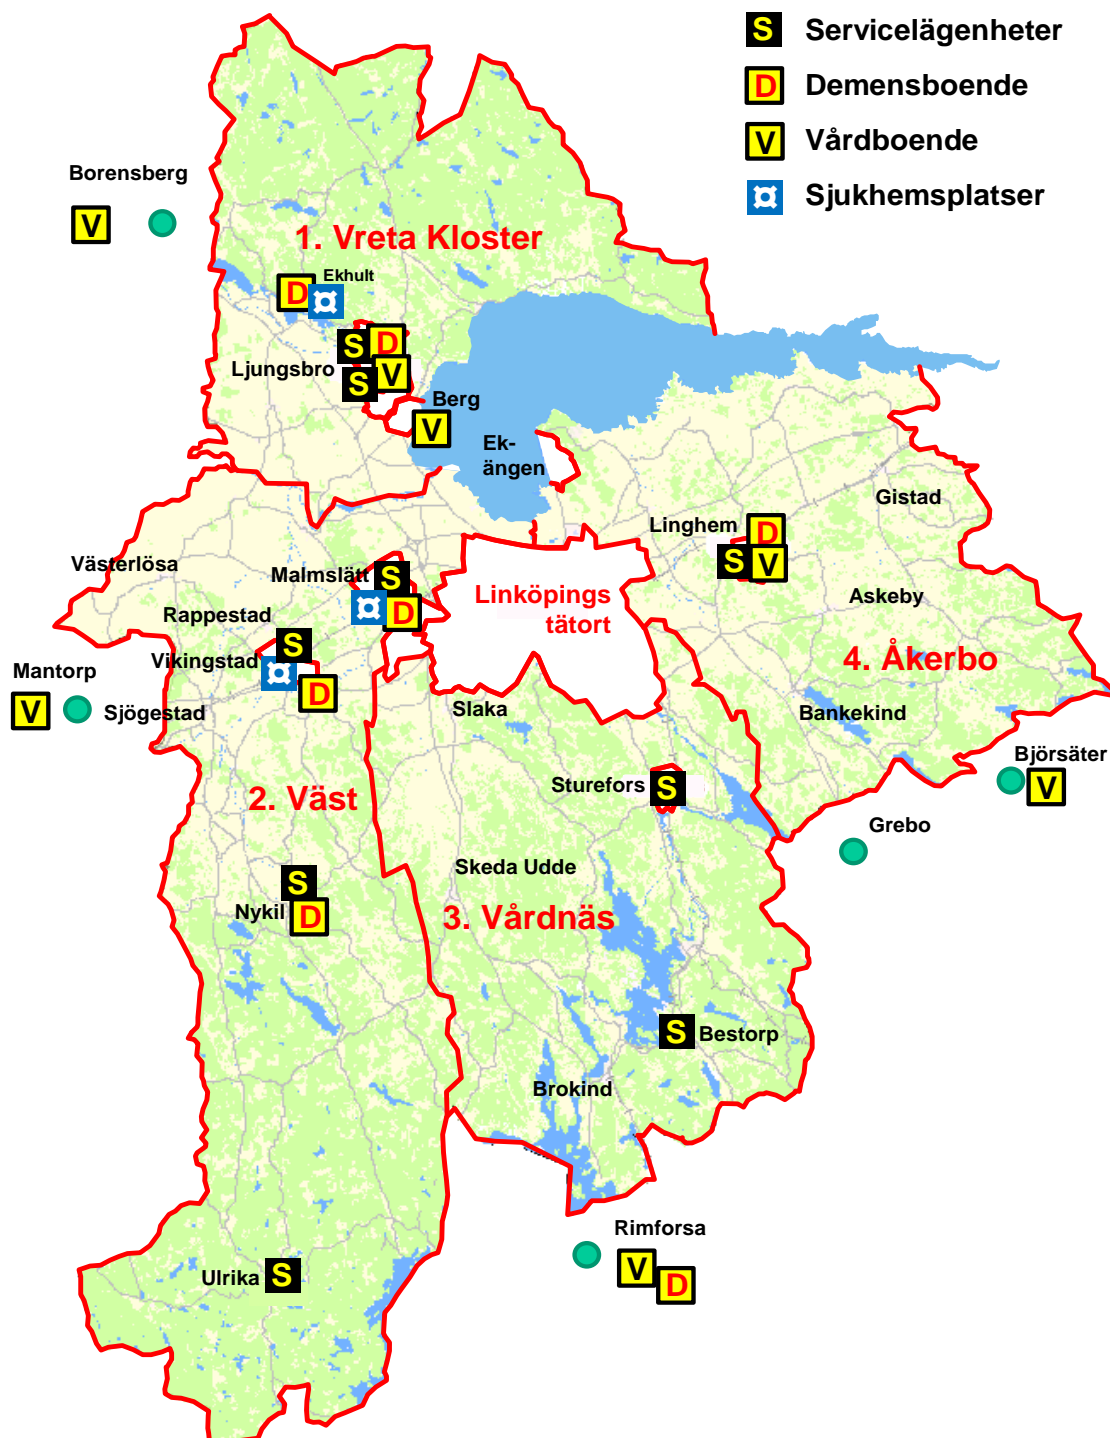 S Servicelägenheter
D Demensboende
V Vårdboende
Sjukhemsplatser
Borensberg
V
1. Vreta Kloster
Ekhult
D
S D
Ljungsbro
S V
Berg
V
Ek-
ängen
Gistad
Linghem
D
S V
Västerlösa
Malmslätt
S
D
Linköpings
tätort
Askeby
Rappestad
S
Vikingstad
D
4. Åkerbo
Mantorp
V
Sjögestad
Slaka
Bankekind
Björsäter
V
Sturefors
S
2. Väst
Grebo
Skeda Udde
S
Nykil
D
3. Vårdnäs
S
Bestorp
Brokind
Rimforsa
V
D
Ulrika
S